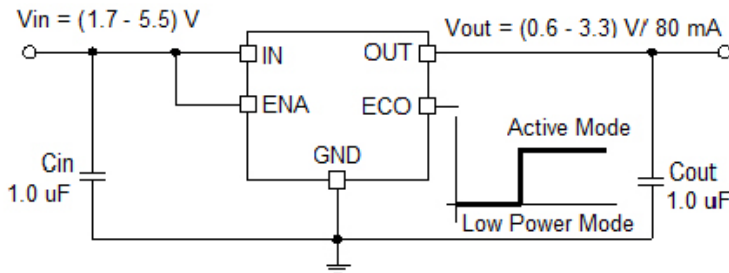 Vin = (1.7 - 5.5) V
Vout = (0.6 - 3.3) V/ 80 mA
IN
OUT
ENA
ECO
GND
Active Mode
Low Power Mode
Cin
1.0 uF
Cout
1.0 uF